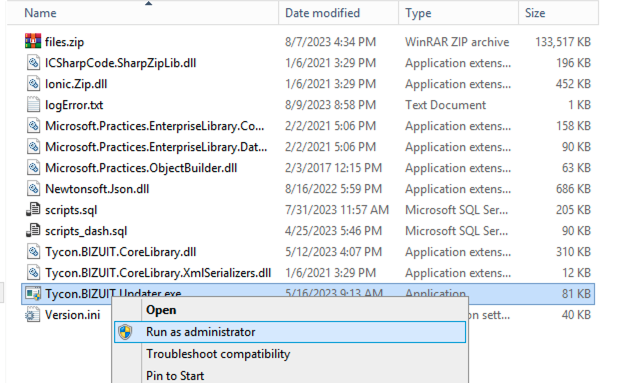 Name Date modified Type Size
files.zip 8/7/2023 4:34 PM WinRAR ZIP archive 133,517 KB
ICSharpCode.SharpZipLib.dll 1/6/2021 3:29 PM Application extens... 196 KB
Ionic.Zip.dll 1/6/2021 3:29 PM Application extens... 452 KB
logError.txt 8/9/2023 8:58 PM Text Document 1 KB
Microsoft.Practices.EnterpriseLibrary.Co... 2/2/2021 5:06 PM Application extens... 158 KB
Microsoft.Practices.EnterpriseLibrary.Dat... 2/2/2021 5:06 PM Application extens... 90 KB
Microsoft.Practices.ObjectBuilder.dll 2/3/2017 12:15 PM Application extens... 63 KB
Newtonsoft.Json.dll 8/16/2022 5:59 PM Application extens... 686 KB
scripts.sql 7/31/2023 11:57 AM Microsoft SQL Ser... 205 KB
scripts_dash.sql 4/25/2023 5:46 PM Microsoft SQL Ser... 90 KB
Tycon.BIZUIT.CoreLibrary.dll 5/12/2023 4:07 PM Application extens... 310 KB
Tycon.BIZUIT.CoreLibrary.XmlSerializers.dll 1/6/2021 3:29 PM Application extens... 12 KB
Tycon.BIZUIT.Updater.exe 5/16/2023 9:13 AM Application 81 KB
Version.ini on sett... 40 KB
Open
Run as administrator
Troubleshoot compatibility
Pin to Start